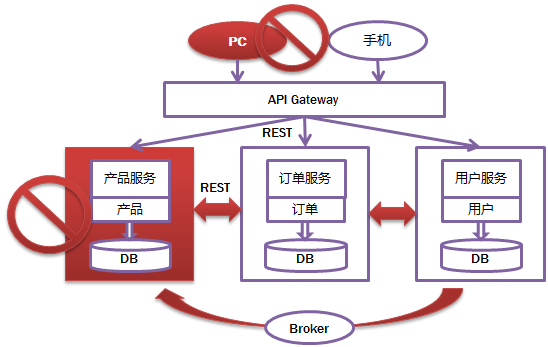 PC
手机
API Gateway
REST
产品服务
产品
DB
REST
订单服务
订单
DB
用户服务
用户
DB
Broker